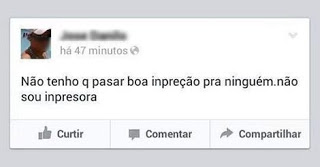 há 47 minutos
Não tenho q pasar boa inpreção pra ninguém.não
sou inpresora
Curtir
Comentar
Compartilhar